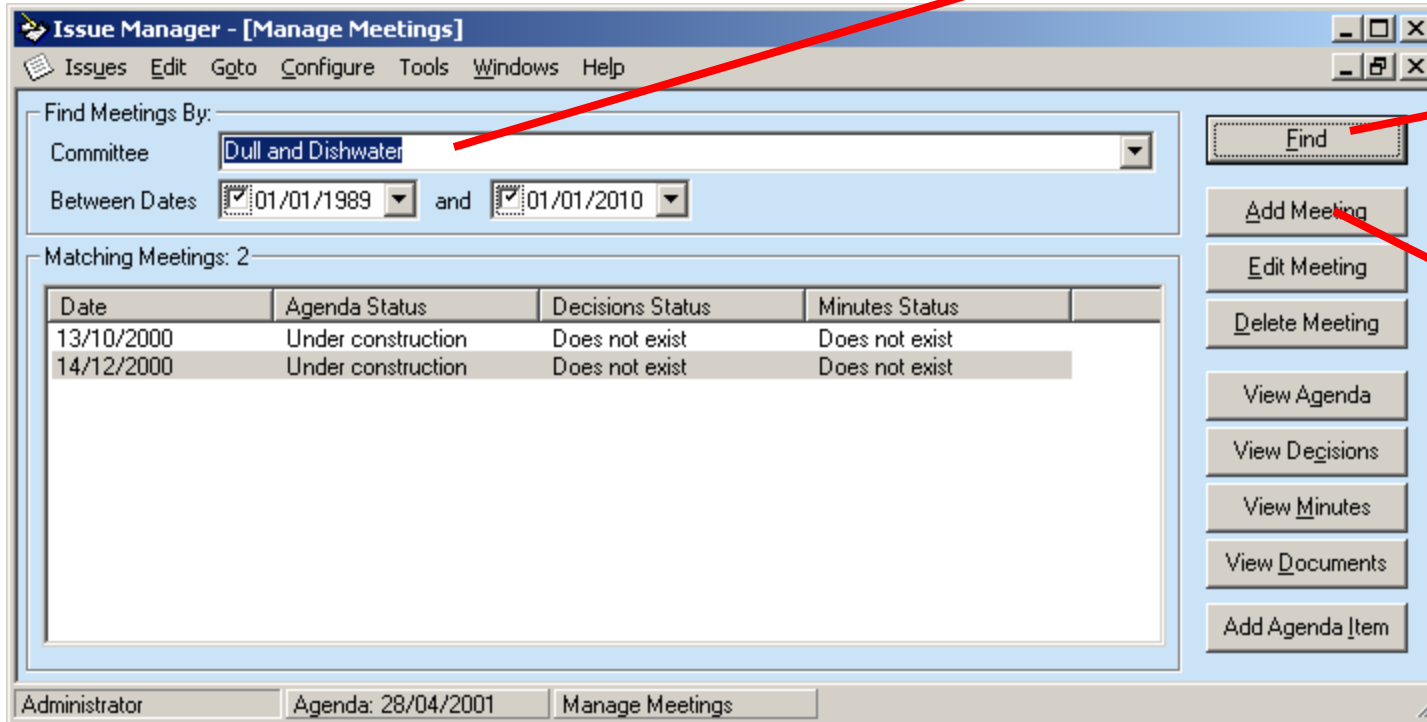 Issue Manager - [Manage Meetings]
Issues Edit Goto Configure Tools Windows Help
Find Meetings By:
Committee Dull and Dishwater
Between Dates 01/01/1989 and 01/01/2010
Find
Add Meeting
Edit Meeting
Delete Meeting
View Agenda
View Decisions
View Minutes
View Documents
Add Agenda Item
Matching Meetings: 2
Date Agenda Status Decisions Status Minutes Status
13/10/2000 Under construction Does not exist Does not exist
14/12/2000 Under construction Does not exist Does not exist
Administrator Agenda: 28/04/2001 Manage Meetings